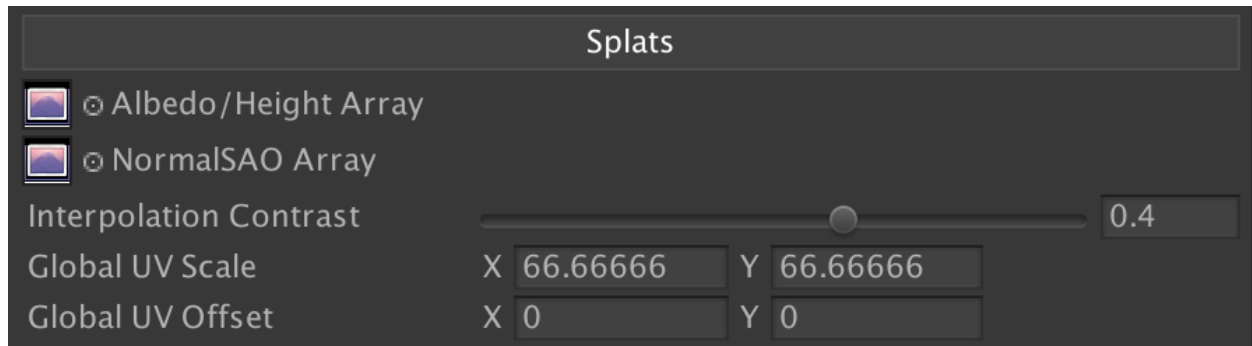 Splats
Albedo/Height Array
NormalSAO Array
Interpolation Contrast 0.4
Global UV Scale X 66.66666 Y 66.66666
Global UV Offset X 0 Y 0